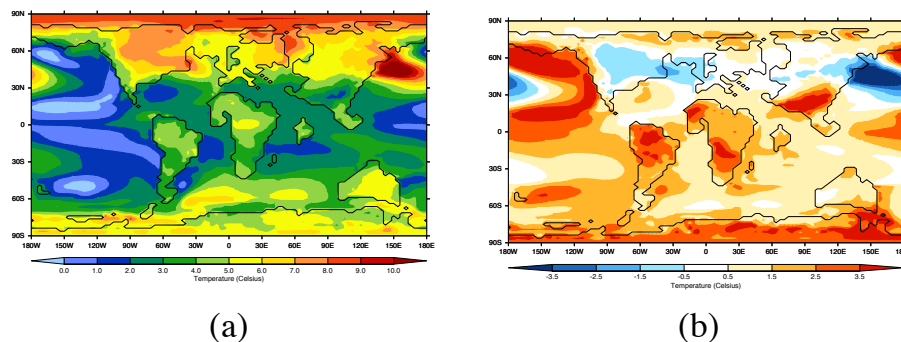 90N
60N
30N
0
30S
60S
90S
180W 150W 120W 90W 60W 30W 0 30E 60E 90E 120E 150E 180E
0.0 1.0 2.0 3.0 4.0 5.0 6.0 7.0 8.0 9.0 10.0
Temperature (Celsius)
(a)
90N
60N
30N
0
30S
60S
90S
180W 150W 120W 90W 60W 30W 0 30E 60E 90E 120E 150E 18
-3.5 -2.5 -1.5 -0.5 0.5 1.5 2.5 3.5
Temperature (Celsius)
(b)